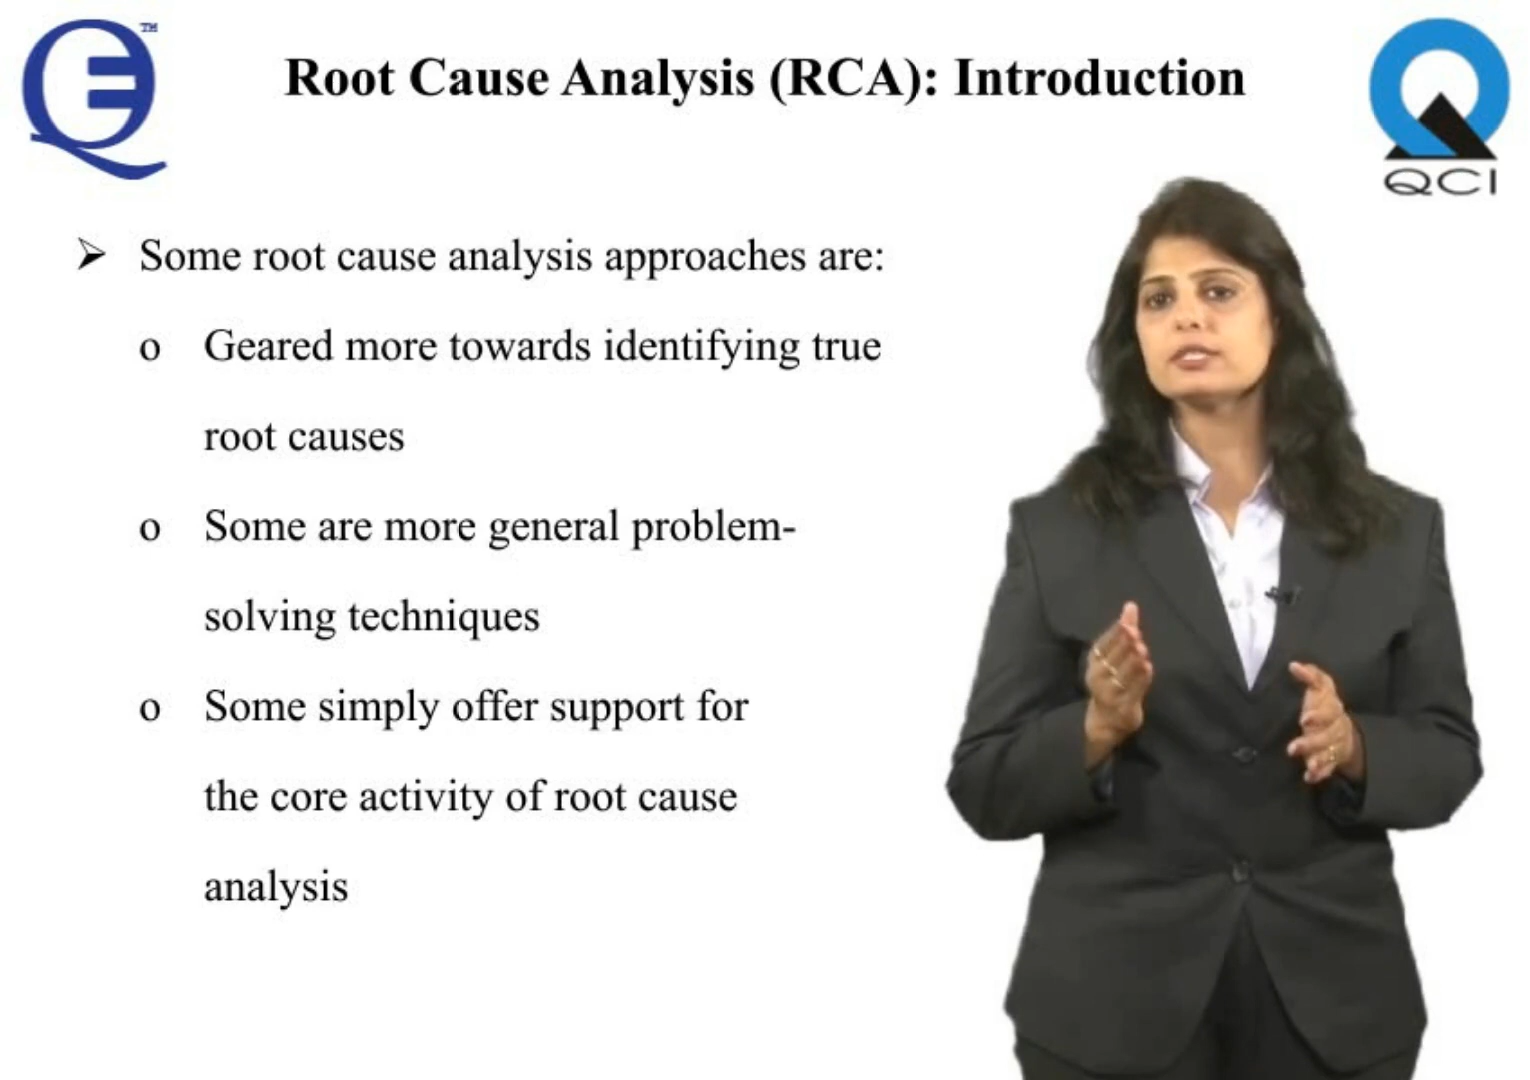 TM
Root Cause Analysis (RCA): Introduction
QCI
➢ Some root cause analysis approaches are:
o Geared more towards identifying true
root causes
o Some are more general problem-
solving techniques
o Some simply offer support for
the core activity of root cause
analysis